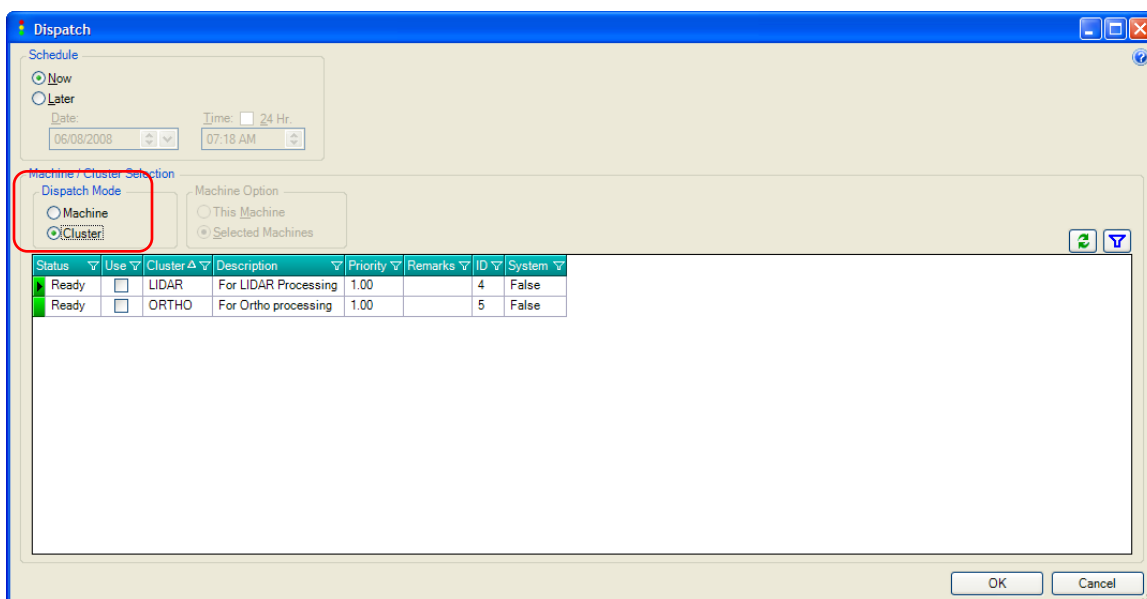 Dispatch
Schedule
Now
Later
Date:
Time: 24 Hr.
06/08/2008
07:18 AM
Machine / Cluster Selection
Dispatch Mode
Machine Option
Machine
This Machine
Cluster
Selected Machines
Status Use Cluster Description Priority Remarks ID System
Ready LIDAR For LIDAR Processing 1.00 4 False
Ready ORTHO For Ortho processing 1.00 5 False
OK Cancel